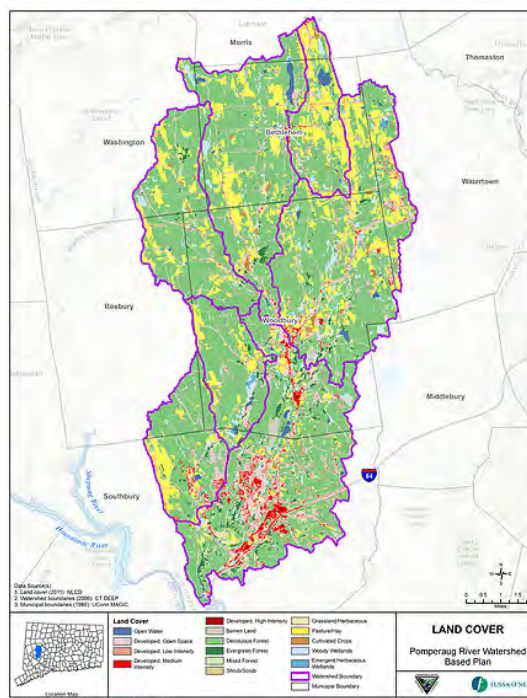 Morris
Thomaston
Washington
Bethlehem
Watertown
Roxbury
Woodbury
Middlebury
84
Southbury
Shepaug River
Housatonic River
Data Source(s)
1. Land cover (2011) NLCD
2. Watershed boundaries (2006) CT DEEP
3. Municipal boundaries (1986) UConn MAGIC
Miles
Land Cover
Open Water
Developed, Open Space
Developed, Low Intensity
Developed, Medium Intensity
Developed, High Intensity
Barren Land
Deciduous Forest
Evergreen Forest
Mixed Forest
Shrub/Scrub
Grassland/Herbaceous
Pasture/Hay
Cultivated Crops
Woody Wetlands
Emergent Herbaceous
Wetlands
Watershed Boundary
Municipal Boundary
Location Map
LAND COVER
Pomperaug River Watershed
Based Plan
FUSS&O'NEILL